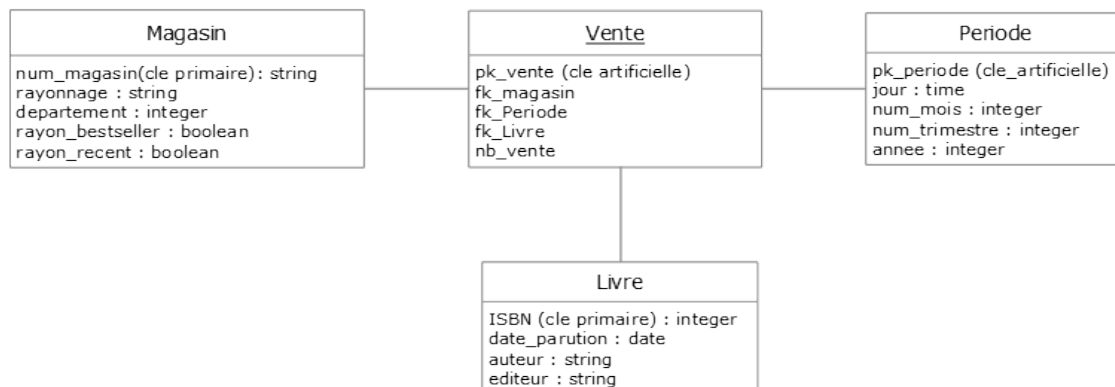 Magasin
num_magasin(cle primaire): string
rayonnage : string
departement : integer
rayon_bestseller : boolean
rayon_recent : boolean
Vente
pk_vente (cle artificielle)
fk_magasin
fk_Periode
fk_Livre
nb_vente
Periode
pk_periode (cle_artificielle)
jour : time
num_mois : integer
num_trimestre : integer
annee : integer
Livre
ISBN (cle primaire) : integer
date_parution : date
auteur : string
editeur : string